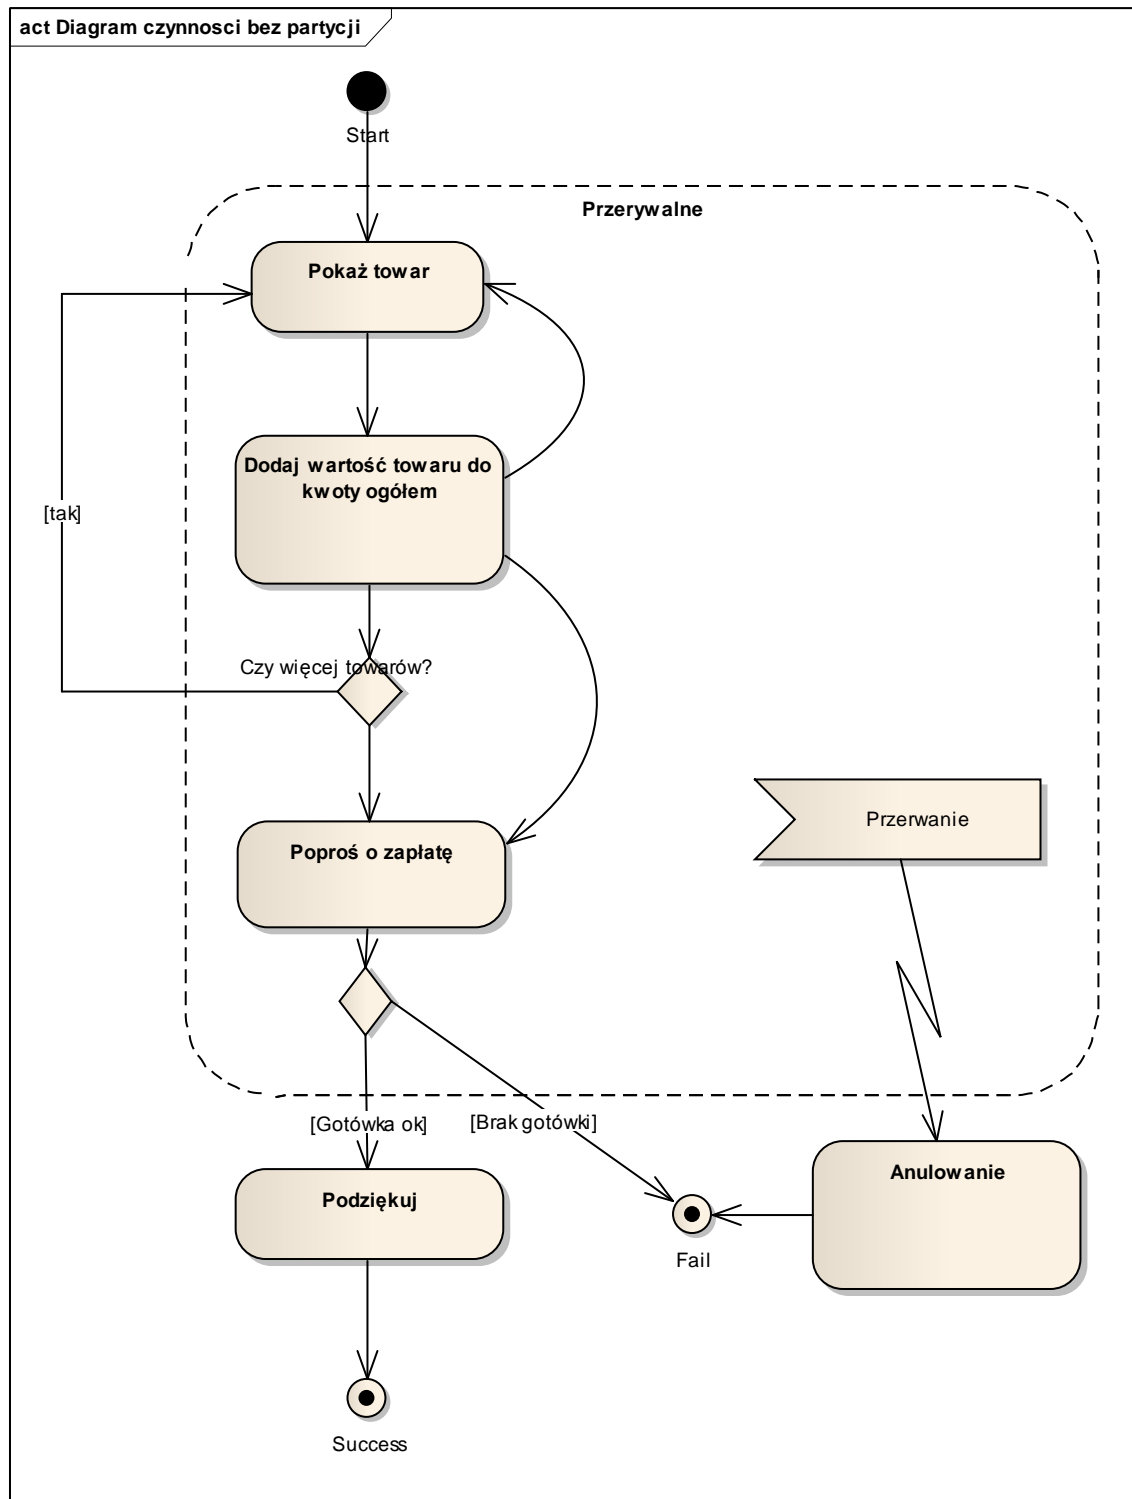 act Diagram czynnosci bez partycji
Start
Przerywalne
Pokaż towar
Dodaj wartość towaru do
kwoty ogółem
[tak]
Czy więcej towarów?
Przerwanie
Poproś o zapłatę
[Gotówka ok]
[Brak gotówki]
Anulowanie
Podziękuj
Fail
Success